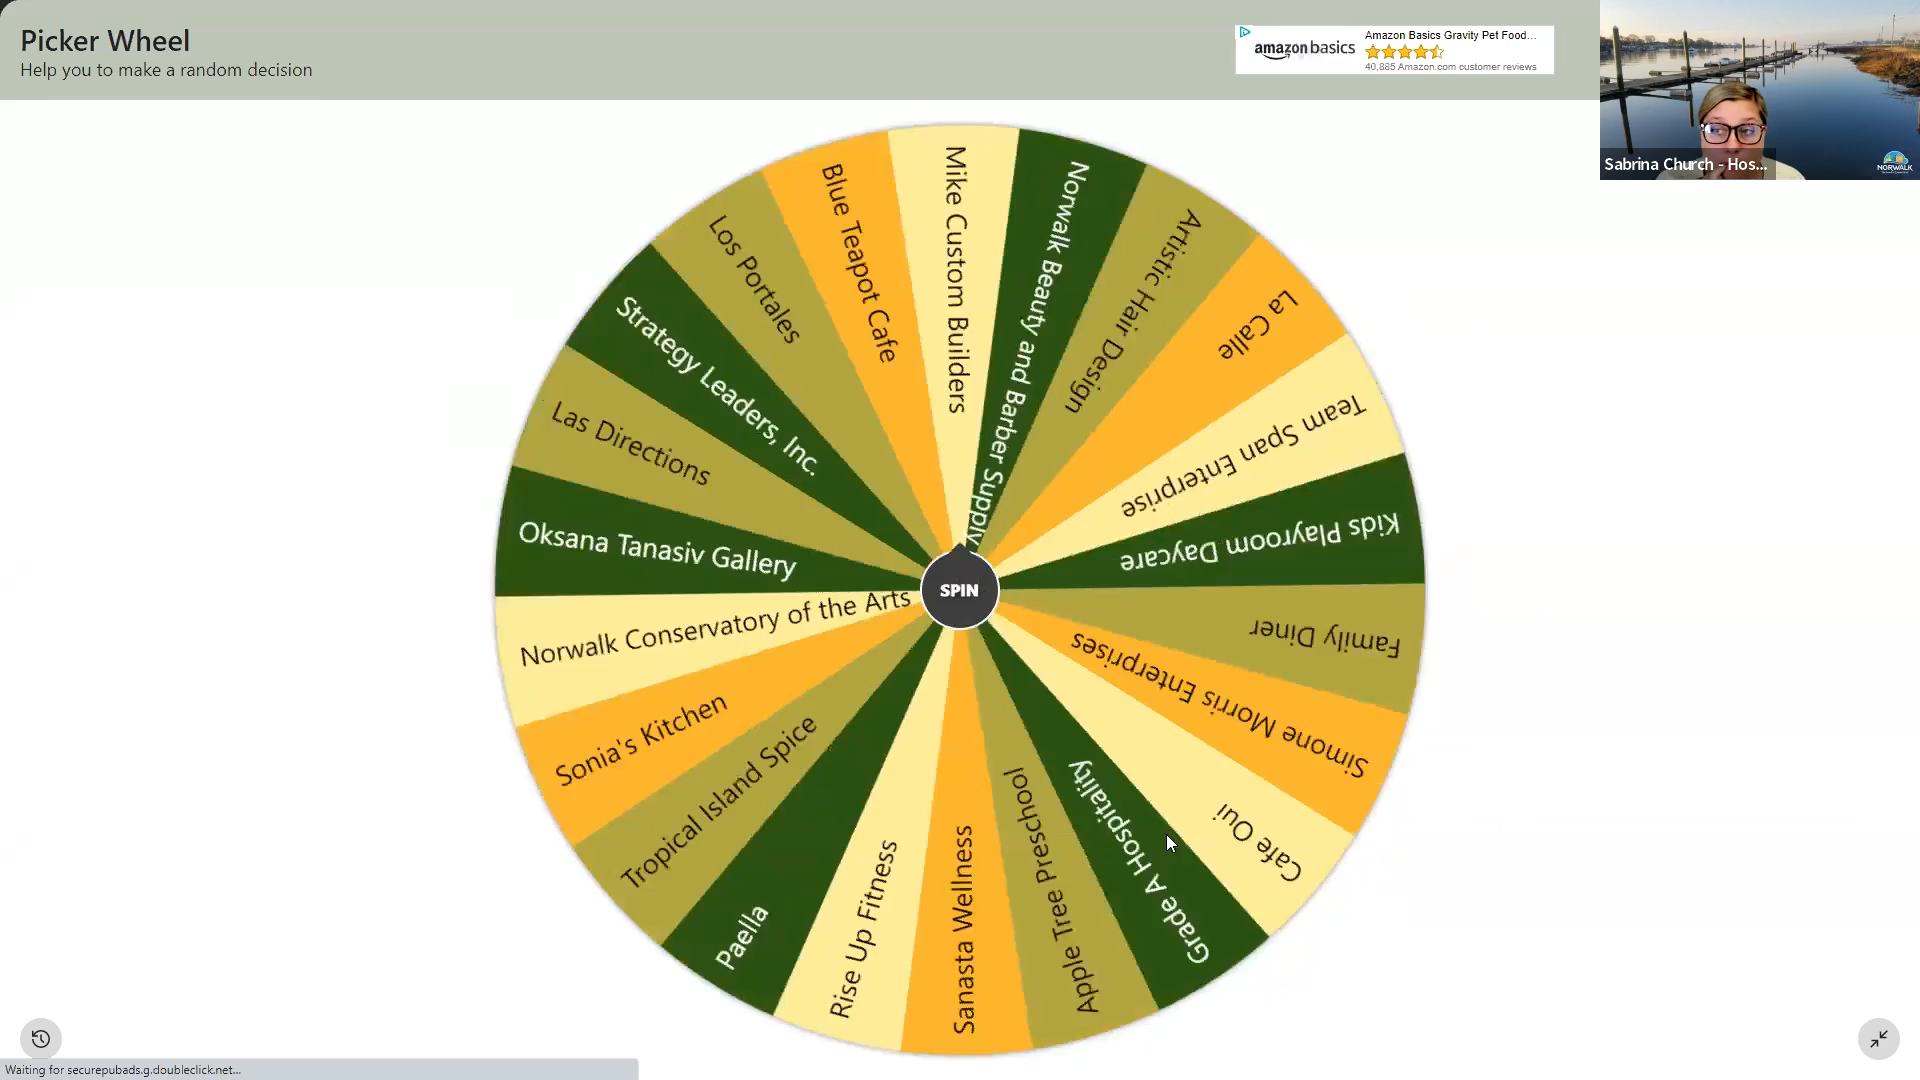 Picker Wheel
Help you to make a random decision
amazon basics
Amazon Basics Gravity Pet Food...
40,885 Amazon.com customer reviews
Sabrina Church - Hos...
NORWALK
Mike Custom Builders
Norwalk Beauty and Barber Supply
Artistic Hair Design
La Calle
Team Span Enterprise
Kids Playroom Daycare
Family Diner
Simone Morris Enterprises
Cafe Oui
Grade A Hospitality
Apple Tree Preschool
Sanasta Wellness
Rise Up Fitness
Paella
Tropical Island Spice
Sonia's Kitchen
Norwalk Conservatory of the Arts
Oksana Tanasiv Gallery
Las Directions
Strategy Leaders, Inc.
Los Portales
Blue Teapot Cafe
SPIN
Waiting for securepubads.g.doubleclick.net...